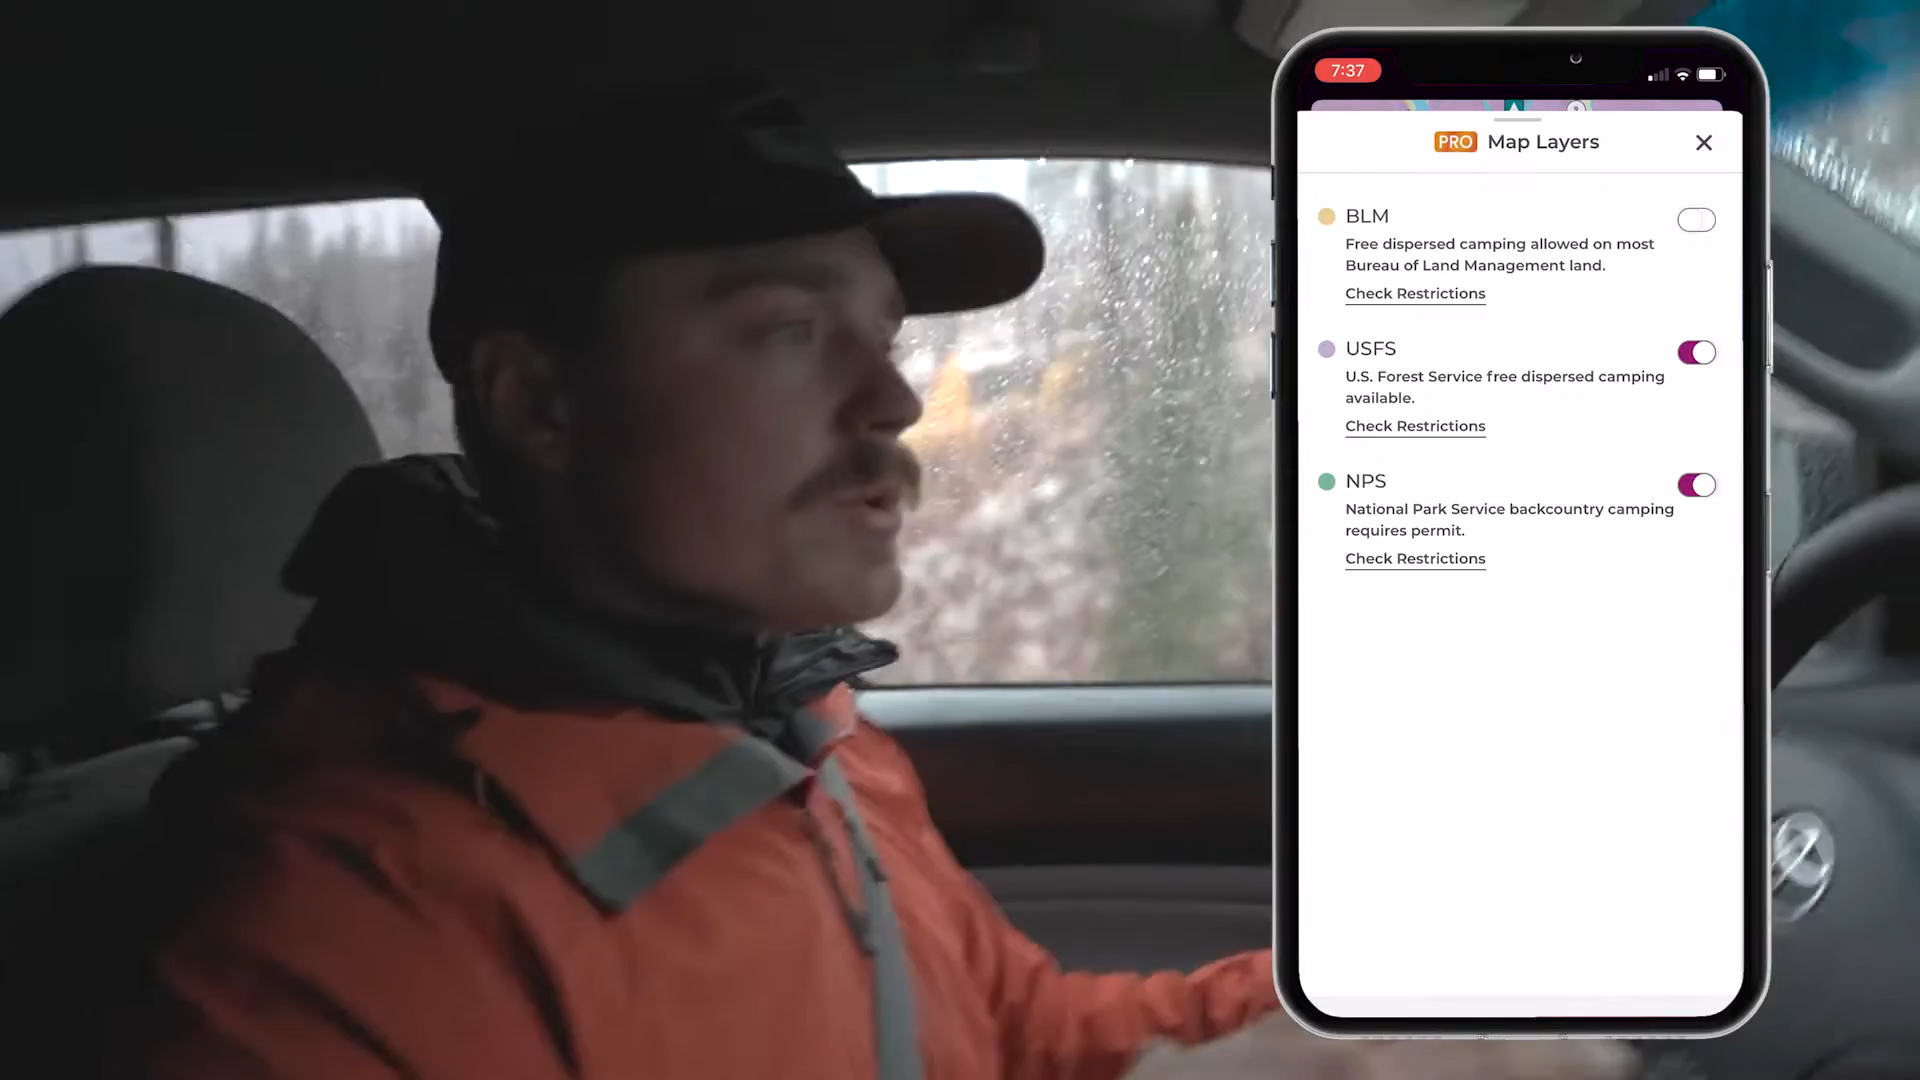 7:37
PRO Map Layers
BLM
Free dispersed camping allowed on most
Bureau of Land Management land.
Check Restrictions
USFS
U.S. Forest Service free dispersed camping
available.
Check Restrictions
NPS
National Park Service backcountry camping
requires permit.
Check Restrictions